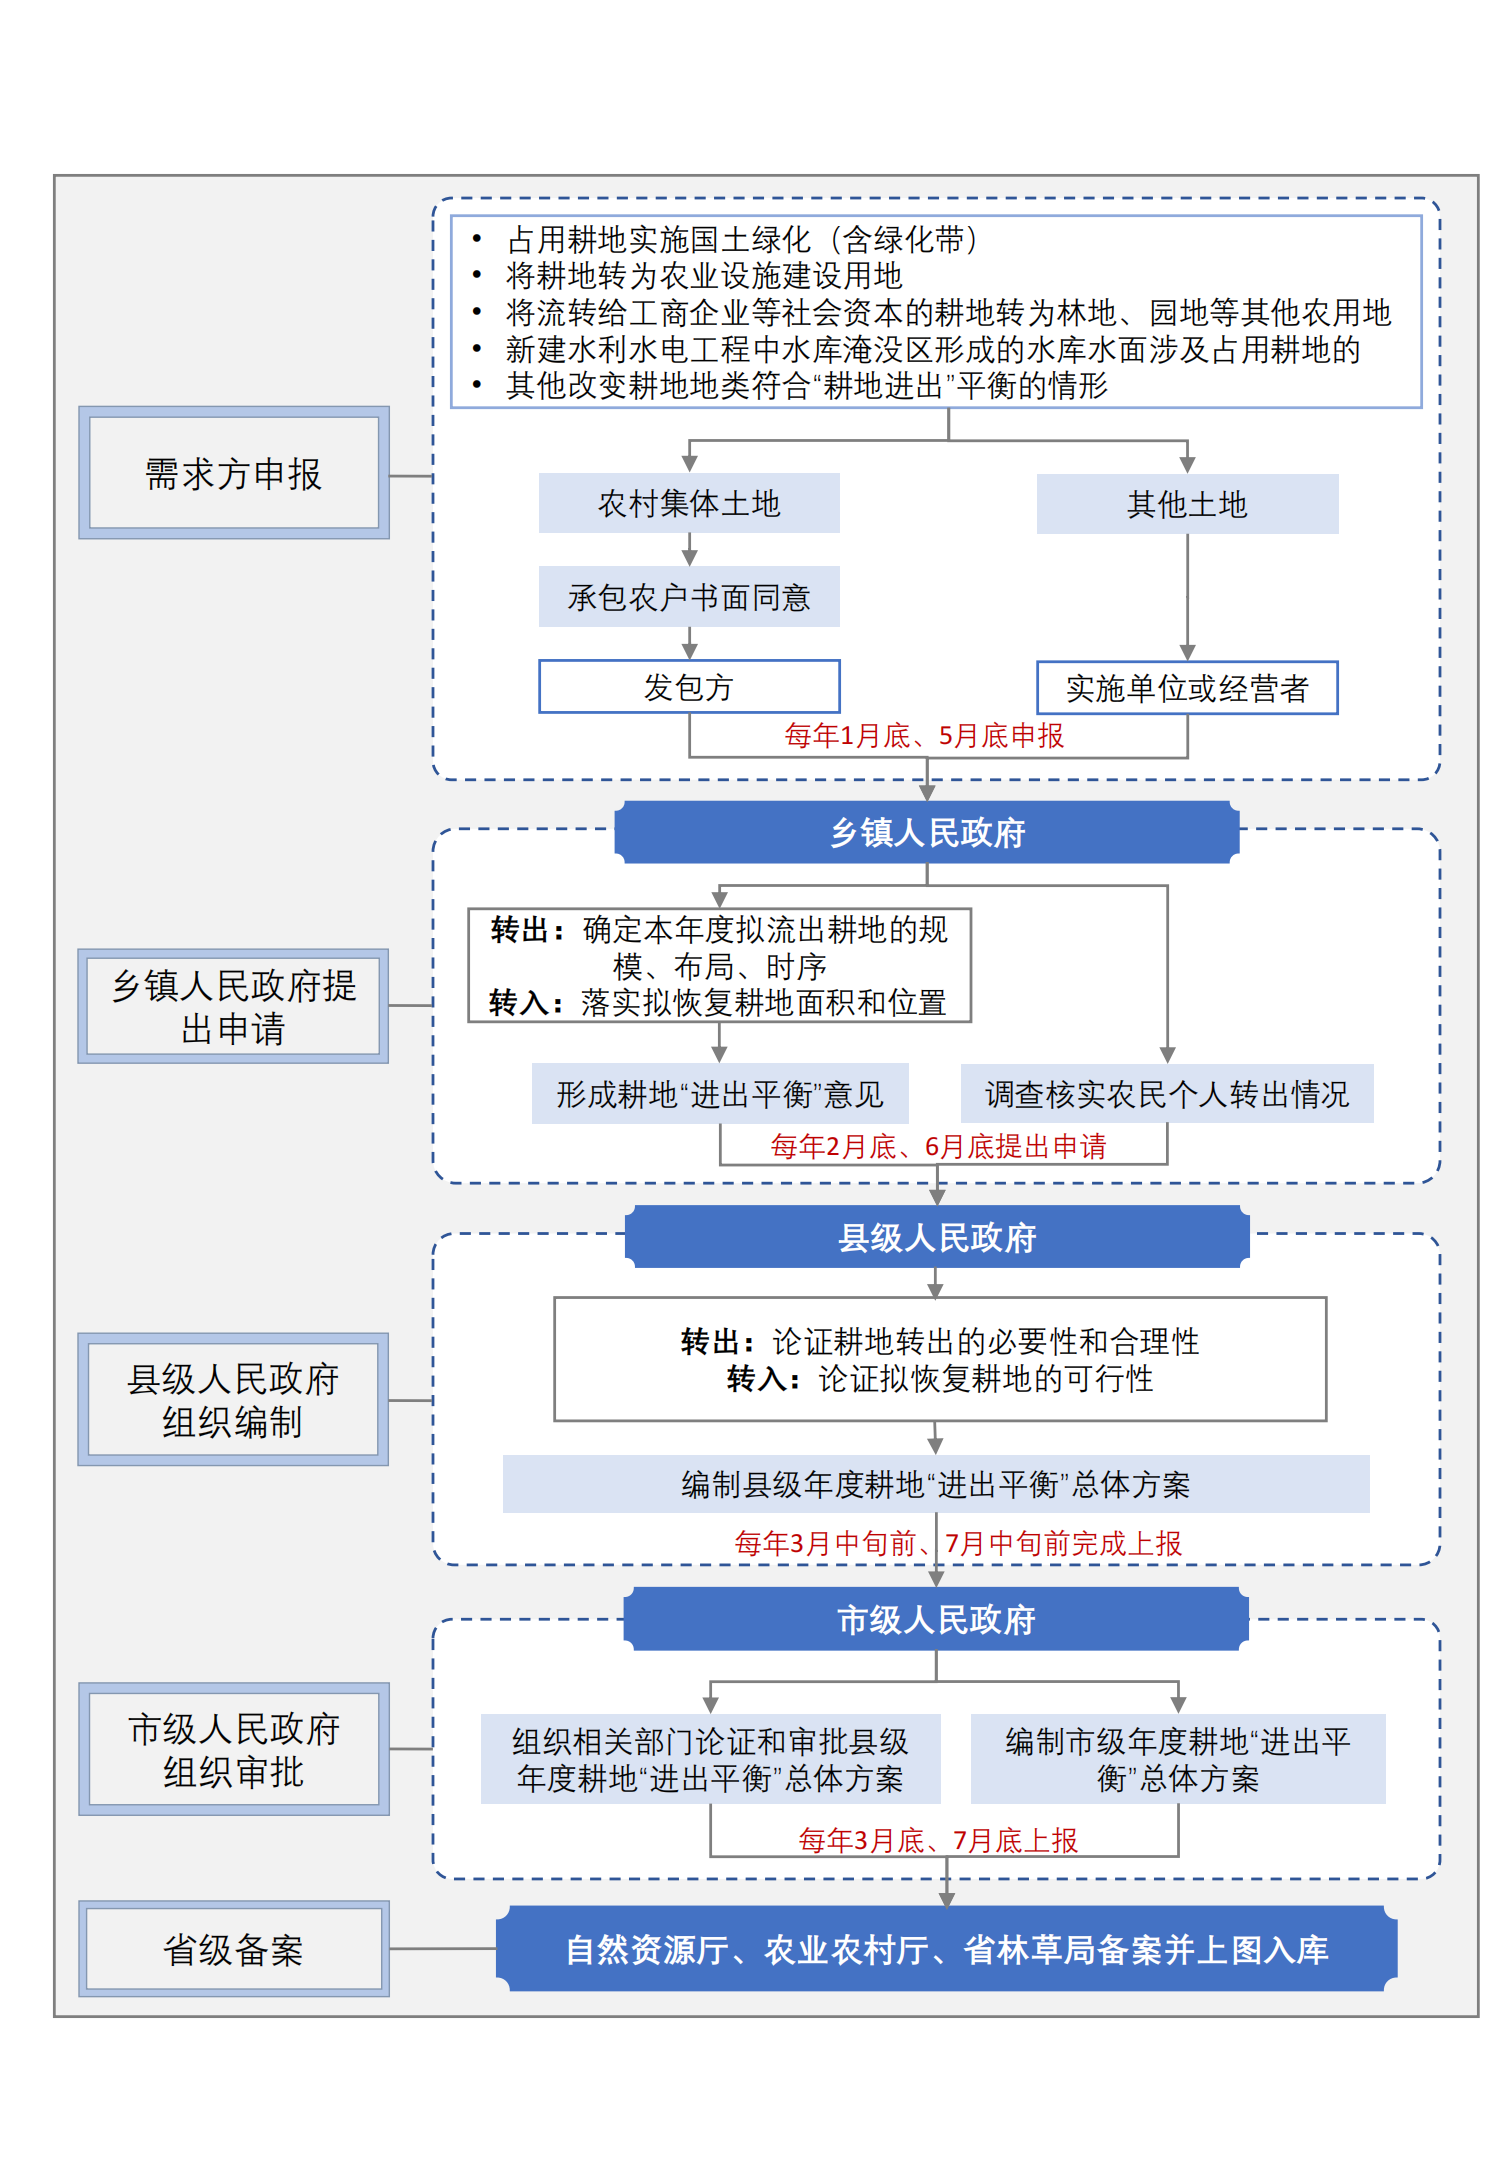 • 占用耕地实施国土绿化（含绿化带）
• 将耕地转为农业设施建设用地
• 将流转给工商企业等社会资本的耕地转为林地、园地等其他农用地
• 新建水利水电工程中水库淹没区形成的水库水面涉及占用耕地的
• 其他改变耕地地类符合“耕地进出”平衡的情形
需求方申报
农村集体土地
其他土地
承包农户书面同意
发包方
实施单位或经营者
每年1月底、5月底申报
乡镇人民政府
转出：确定本年度拟流出耕地的规
模、布局、时序
转入：落实拟恢复耕地面积和位置
乡镇人民政府提
出申请
形成耕地“进出平衡”意见
调查核实农民个人转出情况
每年2月底、6月底提出申请
县级人民政府
转出：论证耕地转出的必要性和合理性
转入：论证拟恢复耕地的可行性
县级人民政府
组织编制
编制县级年度耕地“进出平衡”总体方案
每年3月中旬前、7月中旬前完成上报
市级人民政府
市级人民政府
组织审批
组织相关部门论证和审批县级
年度耕地“进出平衡”总体方案
编制市级年度耕地“进出平
衡”总体方案
每年3月底、7月底上报
省级备案
自然资源厅、农业农村厅、省林草局备案并上图入库